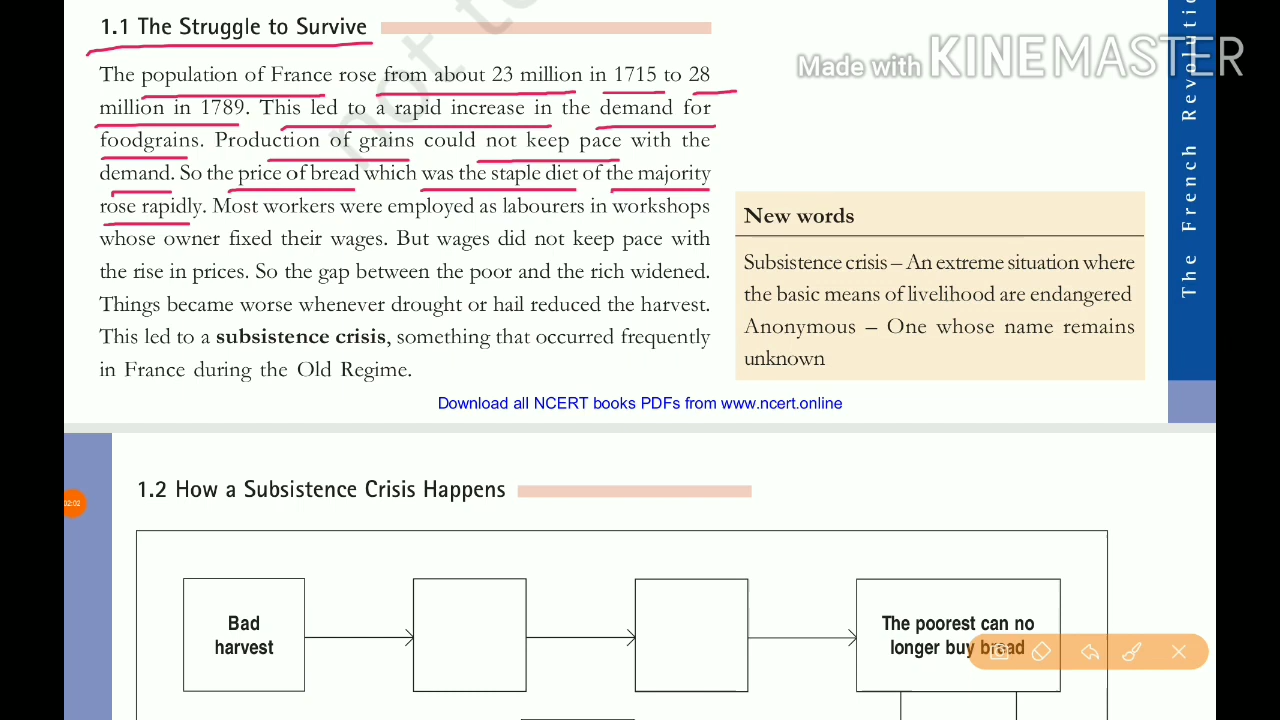 1.1 The Struggle to Survive
The population of France rose from about 23 million in 1715 to 28
million in 1789. This led to a rapid increase in the demand for
foodgrains. Production of grains could not keep pace with the
demand. So the price of bread which was the staple diet of the majority
rose rapidly. Most workers were employed as labourers in workshops
whose owner fixed their wages. But wages did not keep pace with
the rise in prices. So the gap between the poor and the rich widened.
Things became worse whenever drought or hail reduced the harvest.
This led to a subsistence crisis, something that occurred frequently
in France during the Old Regime.
Made with KINEMASTER
New words
Subsistence crisis – An extreme situation where
the basic means of livelihood are endangered
Anonymous – One whose name remains
unknown
The French Revoluti
Download all NCERT books PDFs from www.ncert.online
02:02
1.2 How a Subsistence Crisis Happens
Bad
harvest
The poorest can no
longer buy bread
not to